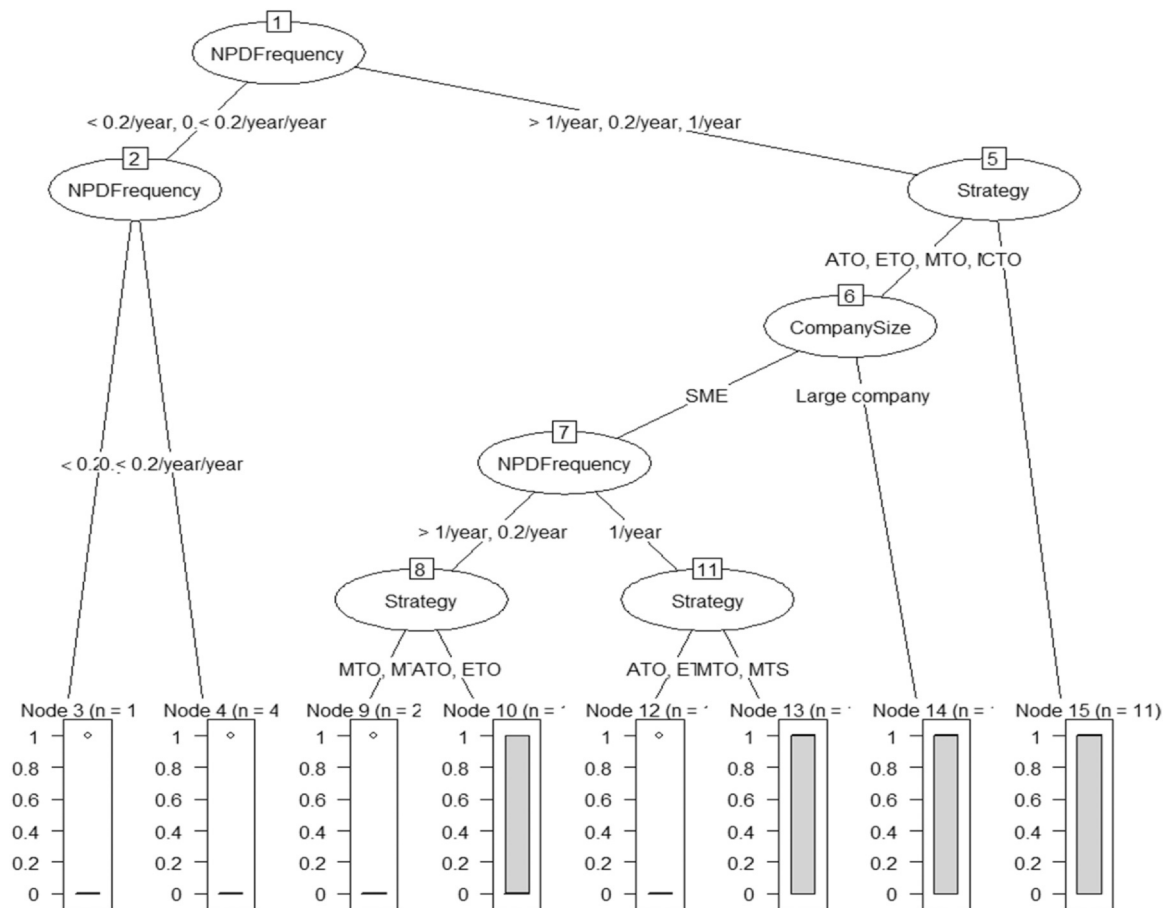 1
NPDFrequency
< 0.2/year, 0.< 0.2/year/year
> 1/year, 0.2/year, 1/year
2
NPDFrequency
5
Strategy
ATO, ETO, MTO, CTO
6
CompanySize
SME
Large company
7
NPDFrequency
< 0.2/year/year
> 1/year, 0.2/year
1/year
8
Strategy
11
Strategy
MTO, ATO, ETO
ATO, MTO, MTS
Node 3 (n = 1
Node 4 (n = 4
Node 9 (n = 2
Node 10 (n =
Node 12 (n =
Node 13 (n =
Node 14 (n =
Node 15 (n = 11)
1 1 1 1 1 1 1 1
0.8 0.8 0.8 0.8 0.8 0.8 0.8 0.8
0.6 0.6 0.6 0.6 0.6 0.6 0.6 0.6
0.4 0.4 0.4 0.4 0.4 0.4 0.4 0.4
0.2 0.2 0.2 0.2 0.2 0.2 0.2 0.2
0 0 0 0 0 0 0 0